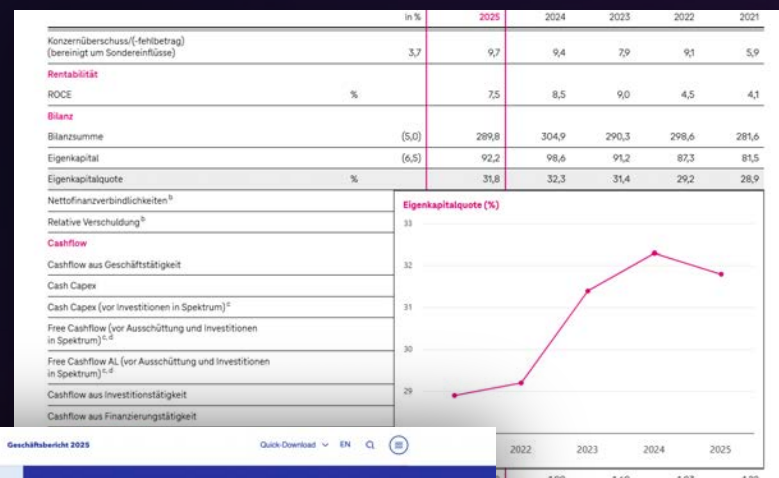 in % 2025 2024 2023 2022 2021
Konzernüberschuss/(-fehlbetrag)
(bereinigt um Sondereinflüsse) 3,7 9,7 9,4 7,9 9,1 5,9
Rentabilität
ROCE % 7,5 8,5 9,0 4,5 4,1
Bilanz
Bilanzsumme (5,0) 289,8 304,9 290,3 298,6 281,6
Eigenkapital (6,5) 92,2 98,6 91,2 87,3 81,5
Eigenkapitalquote % 31,8 32,3 31,4 29,2 28,9
Nettofinanzverbindlichkeiten b
Relative Verschuldung b
Cashflow
Cashflow aus Geschäftstätigkeit
Cash Capex
Cash Capex (vor Investitionen in Spektrum) c
Free Cashflow (vor Ausschüttung und Investitionen
in Spektrum) c, d
Free Cashflow AL (vor Ausschüttung und Investitionen
in Spektrum) c, d
Cashflow aus Investitionstätigkeit
Cashflow aus Finanzierungstätigkeit
Eigenkapitalquote (%)
33
32
31
30
29
2022 2023 2024 2025
Geschäftsbericht 2025 Quick-Download EN